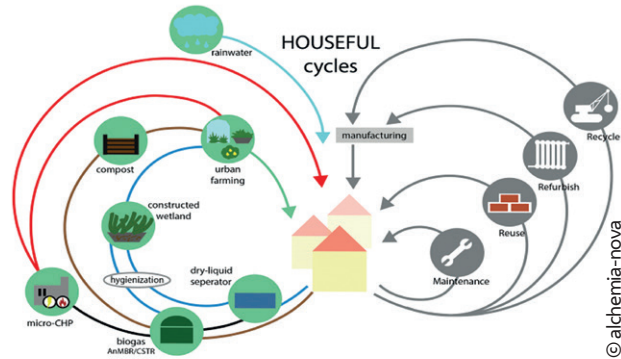 HOUSEFUL
cycles
rainwater
manufacturing
Recycle
compost
urban
farming
Refurbish
constructed
wetland
Reuse
hygienization
dry-liquid
seperator
Maintenance
micro-CHP
biogas
AnMBR/CSTR
© alchemia-nova